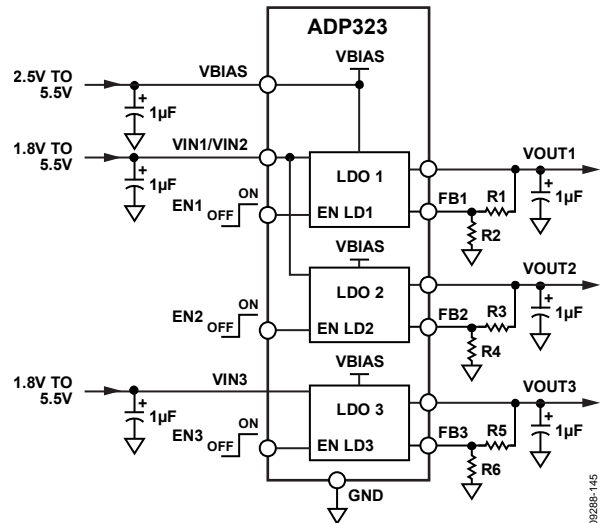 ADP323
VBIAS
2.5V TO
5.5V
VBIAS
+
1µF
1.8V TO
5.5V
VIN1/VIN2
+
1µF
LDO 1
VOUT1
EN1
ON
OFF
EN LD1
FB1
R1
R2
+
1µF
VBIAS
LDO 2
VOUT2
EN2
ON
OFF
EN LD2
FB2
R3
R4
+
1µF
VBIAS
1.8V TO
5.5V
VIN3
+
1µF
LDO 3
VOUT3
EN3
ON
OFF
EN LD3
FB3
R5
R6
+
1µF
GND
09288-145